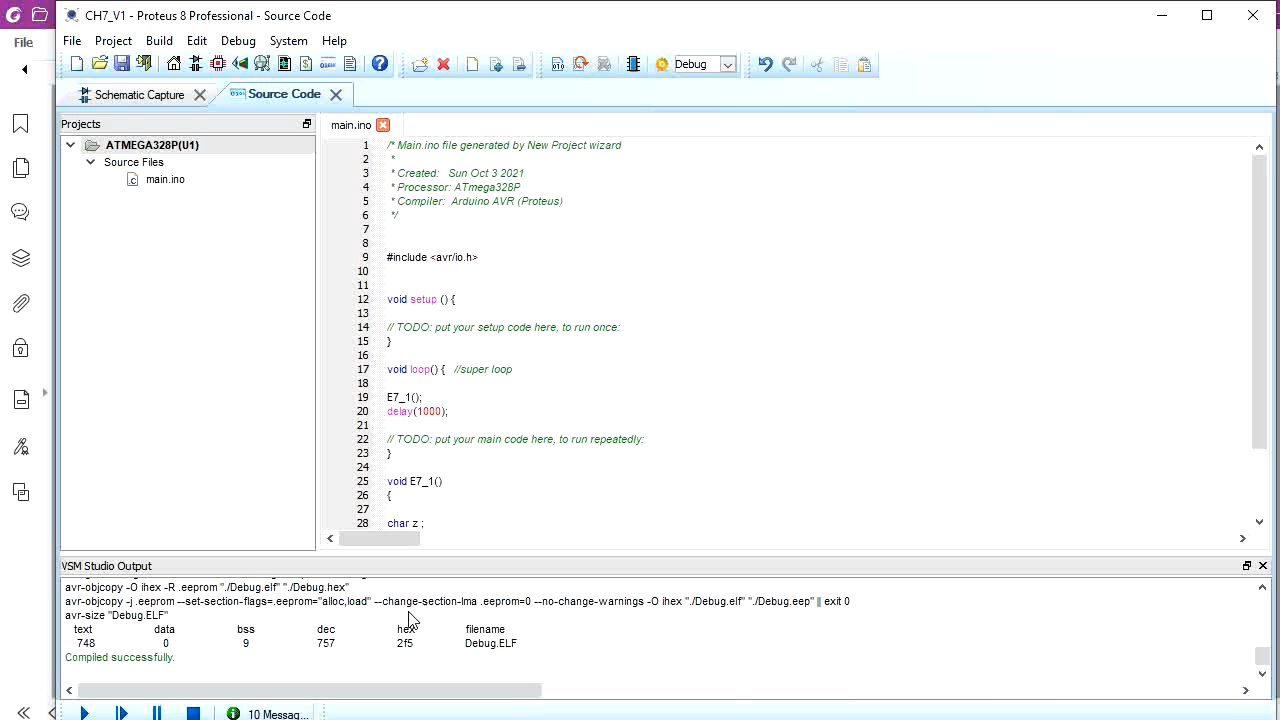 CH7_V1 - Proteus 8 Professional - Source Code
File
File Project Build Edit Debug System Help
Debug
Schematic Capture
Source Code
Projects
ATMEGA328P(U1)
Source Files
main.ino
main.ino
1 /* Main.ino file generated by New Project wizard
2 *
3 * Created: Sun Oct 3 2021
4 * Processor: ATmega328P
5 * Compiler: Arduino AVR (Proteus)
6 */
7
8
9 #include <avr/io.h>
10
11
12 void setup () {
13
14 // TODO: put your setup code here, to run once:
15 }
16
17 void loop() { //super loop
18
19 E7_1();
20 delay(1000);
21
22 // TODO: put your main code here, to run repeatedly:
23 }
24
25 void E7_1()
26 {
27
28 char z ;
VSM Studio Output
avr-objcopy -O ihex -R .eeprom "./Debug.elf" "./Debug.hex"
avr-objcopy -j .eeprom --set-section-flags=.eeprom="alloc,load" --change-section-lma .eeprom=0 --no-change-warnings -O ihex "./Debug.elf" "./Debug.eep" || exit 0
avr-size "Debug.ELF"
text data bss dec hex filename
748 0 9 757 2f5 Debug.ELF
Compiled successfully.
10 Messag...